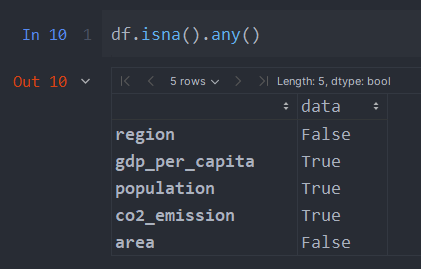 In 10 1 df.isna().any()
Out 10 5 rows Length: 5, dtype: bool
data
region False
gdp_per_capita True
population True
co2_emission True
area False